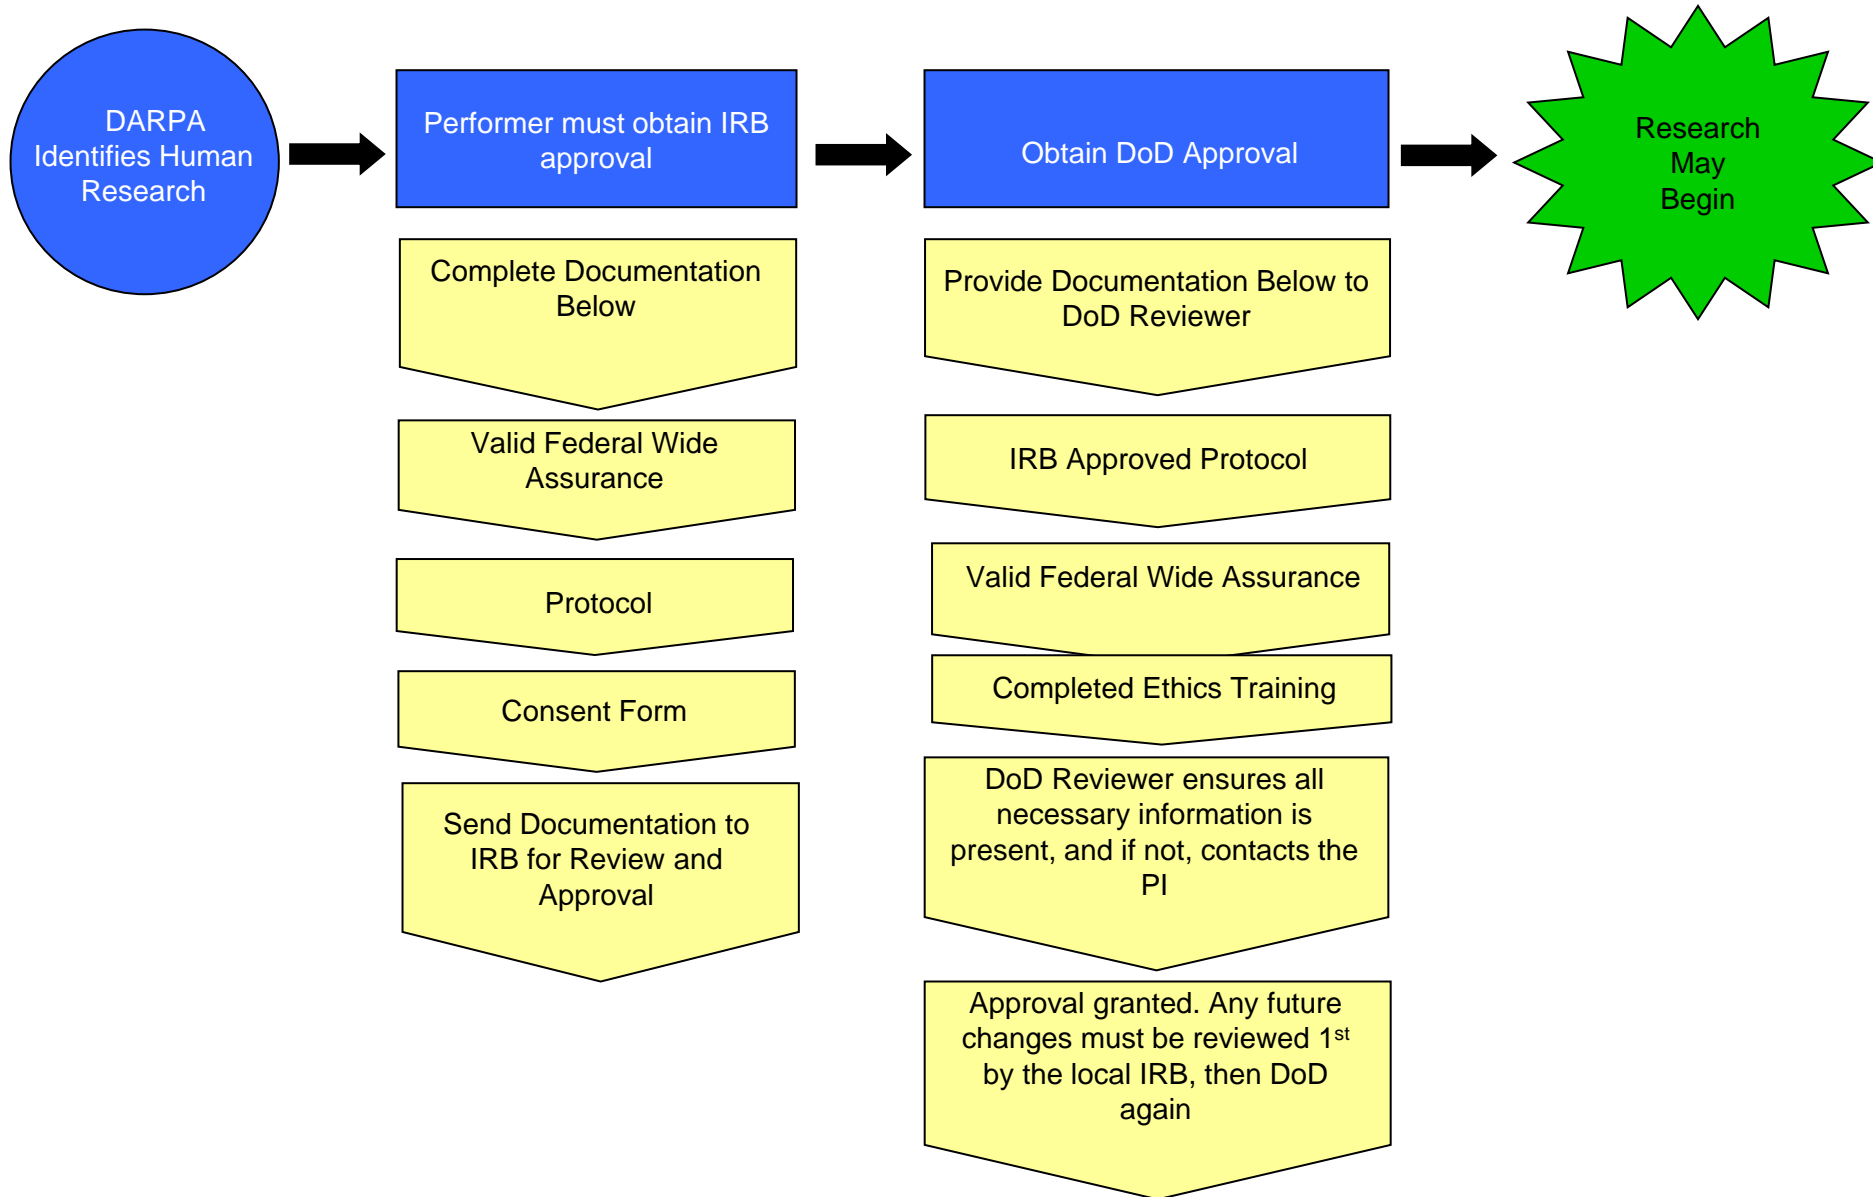 DARPA
Identifies Human
Research
Performer must obtain IRB
approval
Obtain DoD Approval
Research
May
Begin
Complete Documentation
Below
Valid Federal Wide
Assurance
Protocol
Consent Form
Send Documentation to
IRB for Review and
Approval
Provide Documentation Below to
DoD Reviewer
IRB Approved Protocol
Valid Federal Wide Assurance
Completed Ethics Training
DoD Reviewer ensures all
necessary information is
present, and if not, contacts the
PI
Approval granted. Any future
changes must be reviewed 1st
by the local IRB, then DoD
again